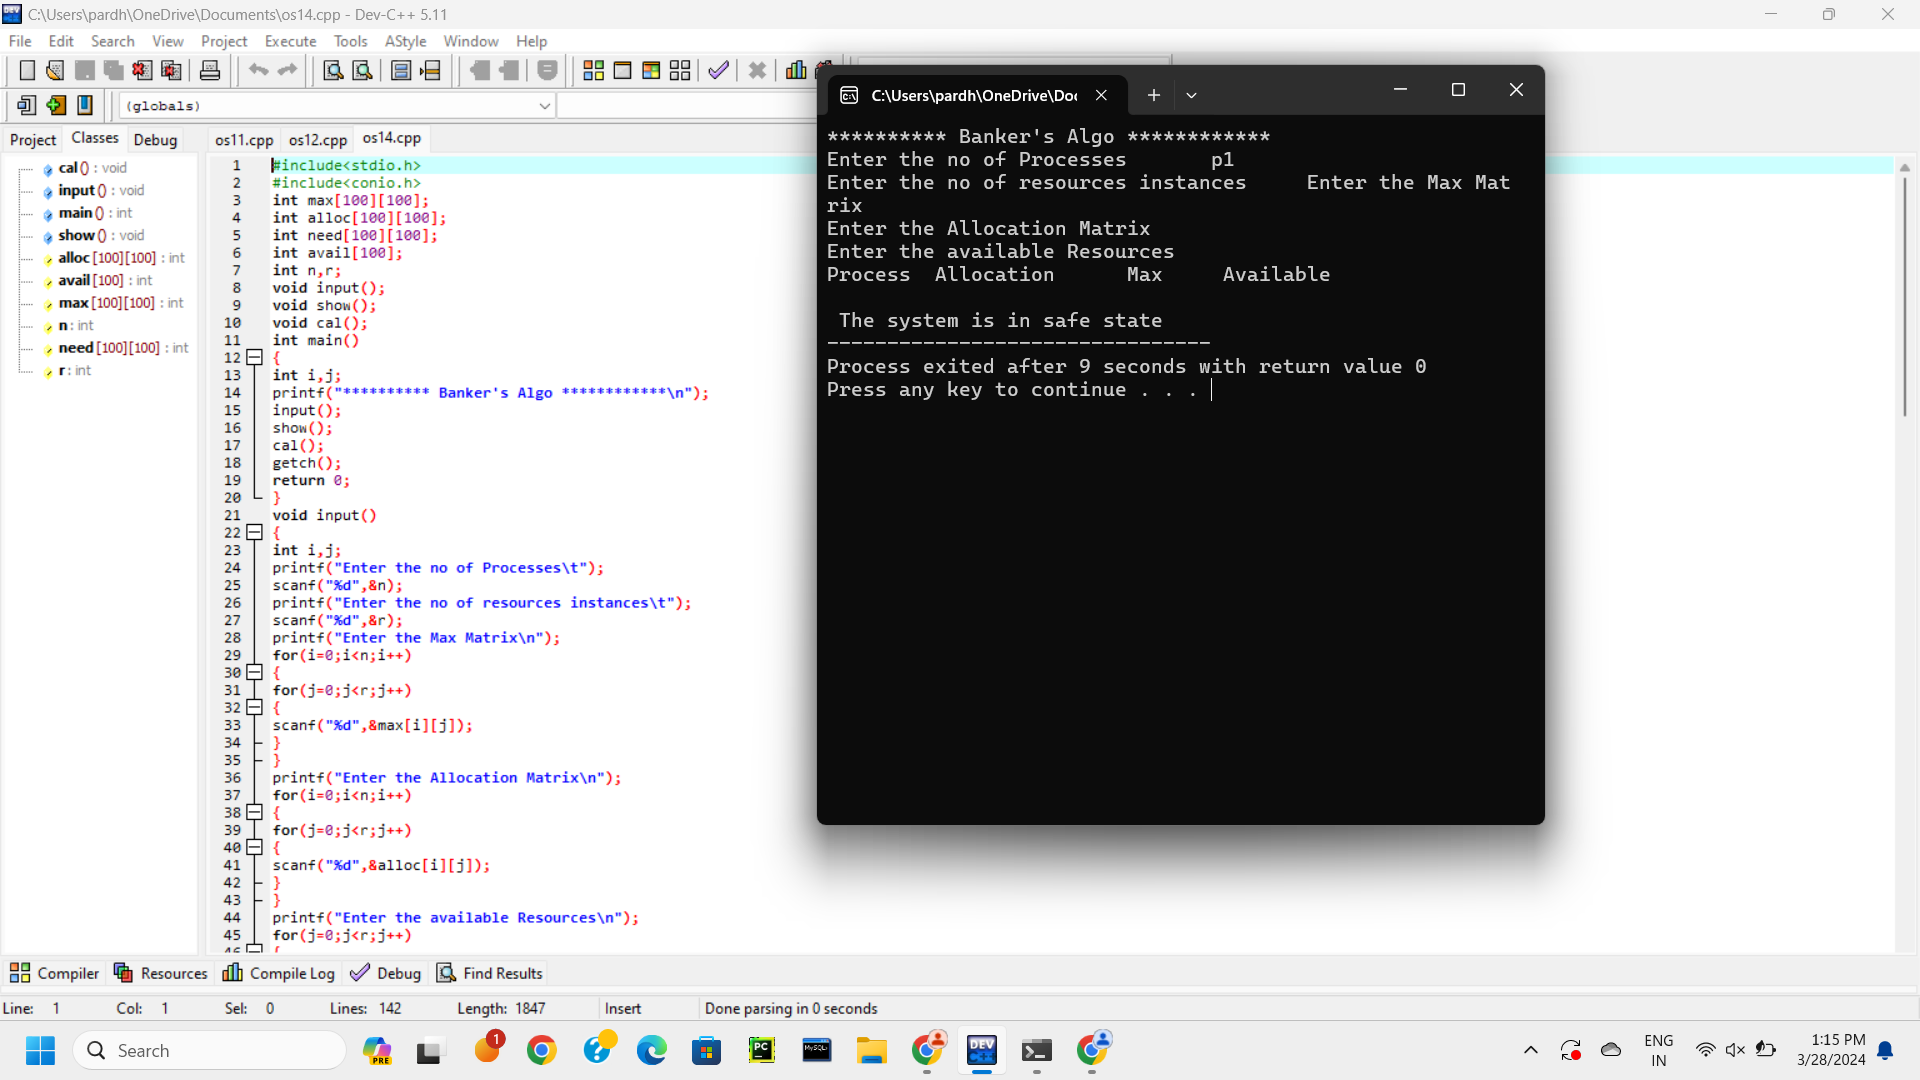 C:\Users\pardh\OneDrive\Documents\os14.cpp - Dev-C++ 5.11
File Edit Search View Project Execute Tools AStyle Window Help
(globals)
Project Classes Debug
os11.cpp os12.cpp os14.cpp
cal () : void
input () : void
main () : int
show () : void
alloc [100][100] : int
avail [100] : int
max [100][100] : int
n : int
need [100][100] : int
r : int
1 #include<stdio.h>
2 #include<conio.h>
3 int max[100][100];
4 int alloc[100][100];
5 int need[100][100];
6 int avail[100];
7 int n,r;
8 void input();
9 void show();
10 void cal();
11 int main()
12 {
13 int i,j;
14 printf("********** Banker's Algo ************\n");
15 input();
16 show();
17 cal();
18 getch();
19 return 0;
20 }
21 void input()
22 {
23 int i,j;
24 printf("Enter the no of Processes\t");
25 scanf("%d",&n);
26 printf("Enter the no of resources instances\t");
27 scanf("%d",&r);
28 printf("Enter the Max Matrix\n");
29 for(i=0;i<n;i++)
30 {
31 for(j=0;j<r;j++)
32 {
33 scanf("%d",&max[i][j]);
34 }
35 }
36 printf("Enter the Allocation Matrix\n");
37 for(i=0;i<n;i++)
38 {
39 for(j=0;j<r;j++)
40 {
41 scanf("%d",&alloc[i][j]);
42 }
43 }
44 printf("Enter the available Resources\n");
45 for(j=0;j<r;j++)
46 {
C:\Users\pardh\OneDrive\Doc
********** Banker's Algo ************
Enter the no of Processes p1
Enter the no of resources instances Enter the Max Mat
rix
Enter the Allocation Matrix
Enter the available Resources
Process Allocation Max Available
The system is in safe state
--------------------------------
Process exited after 9 seconds with return value 0
Press any key to continue . . .
Compiler Resources Compile Log Debug Find Results
Line: 1 Col: 1 Sel: 0 Lines: 142 Length: 1847 Insert Done parsing in 0 seconds
Search
PRE
1
PC
MySQL
DEV
C++
ENG
IN
1:15 PM
3/28/2024